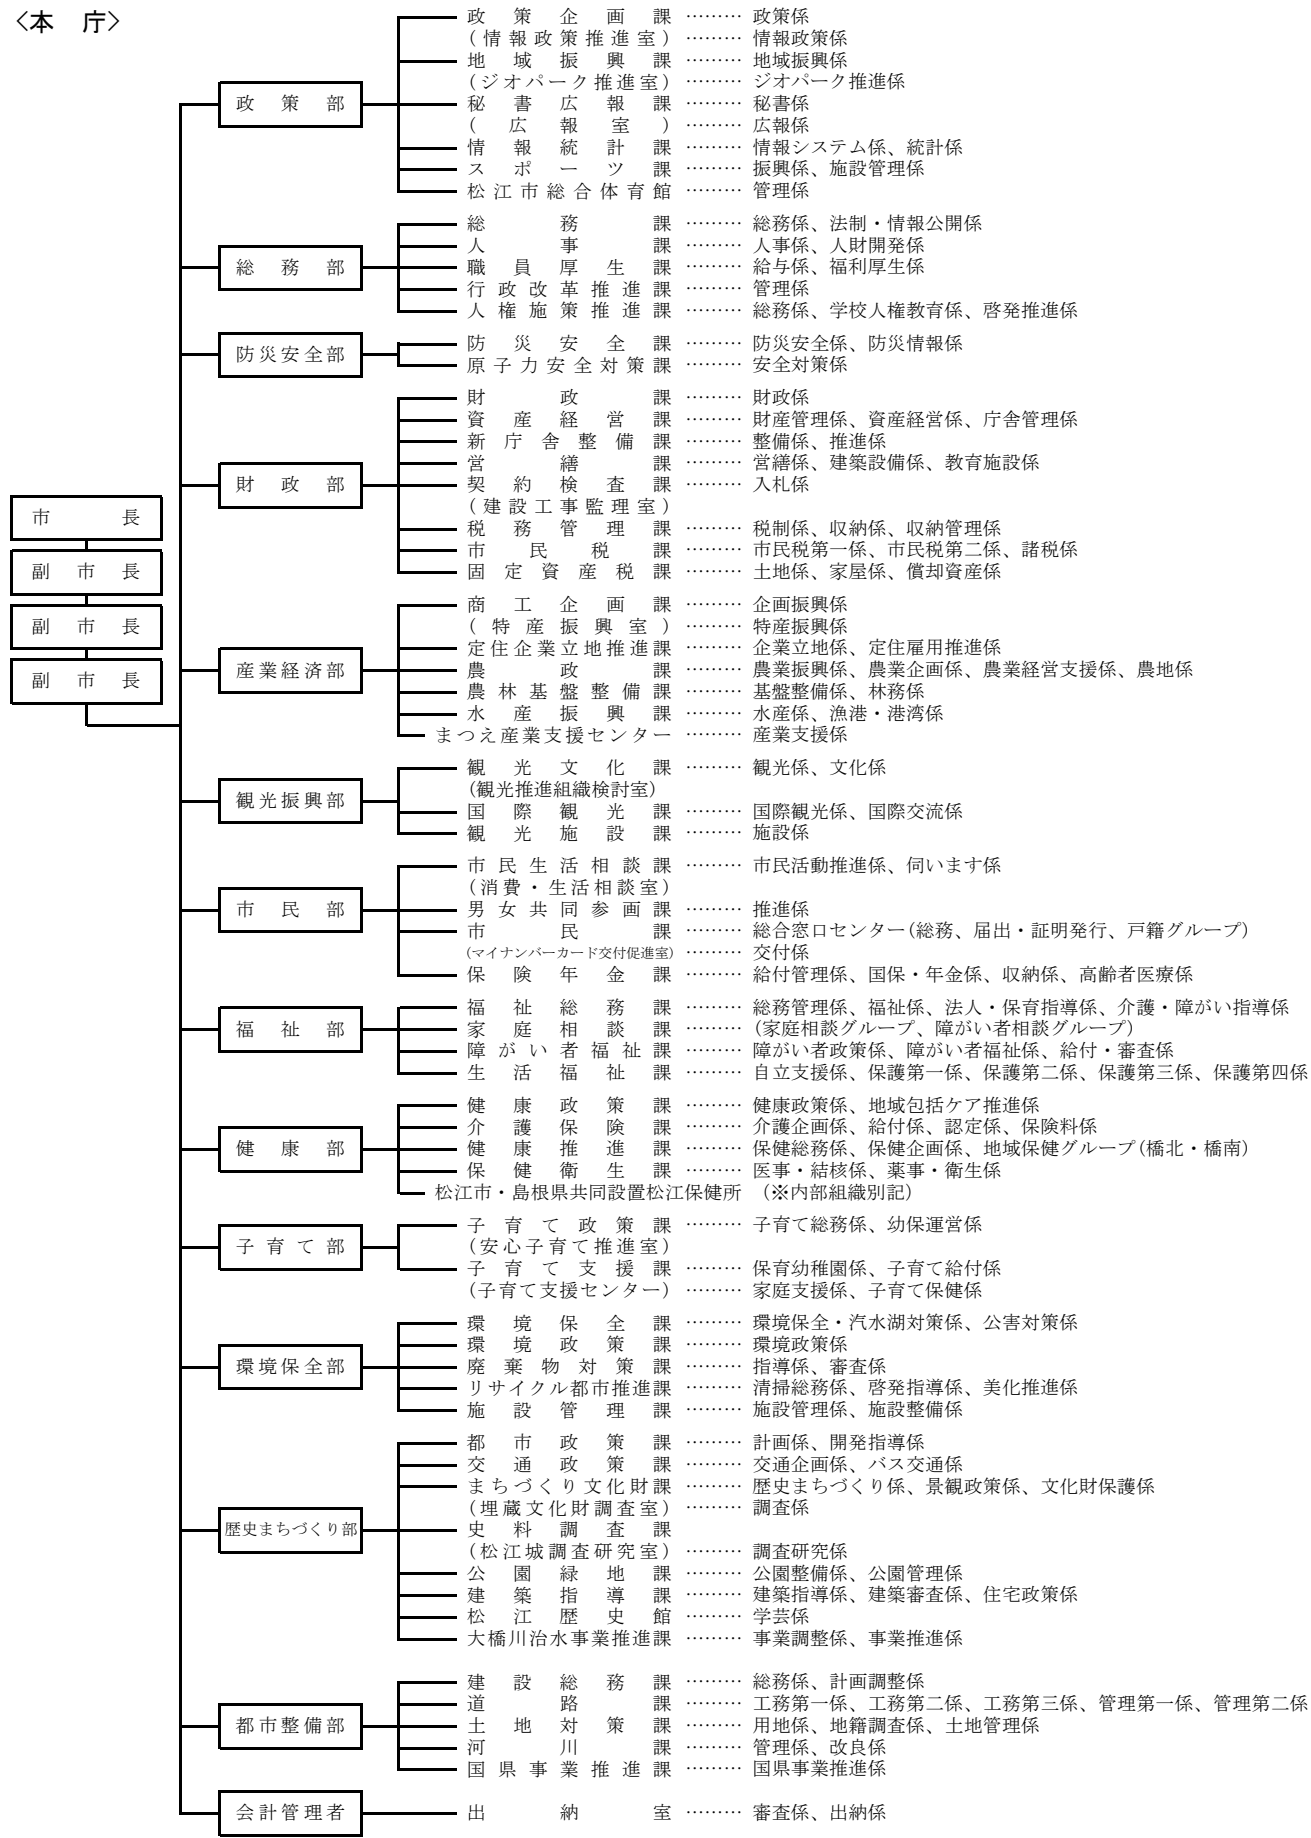 〈本　庁〉
政策企画課 ……… 政策係
(情報政策推進室) ……… 情報政策係
地域振興課 ……… 地域振興係
(ジオパーク推進室) ……… ジオパーク推進係
政策部 秘書広報課 ……… 秘書係
(広報室) ……… 広報係
情報統計課 ……… 情報システム係、統計係
スポーツ課 ……… 振興係、施設管理係
松江市総合体育館 ……… 管理係
総務課 ……… 総務係、法制・情報公開係
人事課 ……… 人事係、人財開発係
総務部 職員厚生課 ……… 給与係、福利厚生係
行政改革推進課 ……… 管理係
人権施策推進課 ……… 総務係、学校人権教育係、啓発推進係
防災安全部
防災安全課 ……… 防災安全係、防災情報係
原子力安全対策課 ……… 安全対策係
財政課 ……… 財政係
資産経営課 ……… 財産管理係、資産経営係、庁舎管理係
新庁舎整備課 ……… 整備係、推進係
営繕課 ……… 営繕係、建築設備係、教育施設係
財政部 契約検査課 ……… 入札係
(建設工事監理室)
税務管理課 ……… 税制係、収納係、収納管理係
市民税課 ……… 市民税第一係、市民税第二係、諸税係
固定資産税課 ……… 土地係、家屋係、償却資産係
市長
副市長
副市長
副市長
商工企画課 ……… 企画振興係
(特産振興室) ……… 特産振興係
定住企業立地推進課 ……… 企業立地係、定住雇用推進係
産業経済部 農政課 ……… 農業振興係、農業企画係、農業経営支援係、農地係
農林基盤整備課 ……… 基盤整備係、林務係
水産振興課 ……… 水産係、漁港・港湾係
まつえ産業支援センター ……… 産業支援係
観光文化課 ……… 観光係、文化係
(観光推進組織検討室)
観光振興部
国際観光課 ……… 国際観光係、国際交流係
観光施設課 ……… 施設係
市民生活相談課 ……… 市民活動推進係、伺います係
(消費・生活相談室)
市民部 男女共同参画課 ……… 推進係
市民課 ……… 総合窓口センター(総務、届出・証明発行、戸籍グループ)
(マイナンバーカード交付促進室) ……… 交付係
保険年金課 ……… 給付管理係、国保・年金係、収納係、高齢者医療係
福祉総務課 ……… 総務管理係、福祉係、法人・保育指導係、介護・障がい指導係
福祉部 家庭相談課 ……… (家庭相談グループ、障がい者相談グループ)
障がい者福祉課 ……… 障がい者政策係、障がい者福祉係、給付・審査係
生活福祉課 ……… 自立支援係、保護第一係、保護第二係、保護第三係、保護第四係
健康政策課 ……… 健康政策係、地域包括ケア推進係
介護保険課 ……… 介護企画係、給付係、認定係、保険料係
健康部 健康推進課 ……… 保健総務係、保健企画係、地域保健グループ(橋北・橋南)
保健衛生課 ……… 医事・結核係、薬事・衛生係
松江市・島根県共同設置松江保健所 (※内部組織別記)
子育て政策課 ……… 子育て総務係、幼保運営係
子育て部 (安心子育て推進室)
子育て支援課 ……… 保育幼稚園係、子育て給付係
(子育て支援センター) ……… 家庭支援係、子育て保健係
環境保全課 ……… 環境保全・汽水湖対策係、公害対策係
環境政策課 ……… 環境政策係
環境保全部 廃棄物対策課 ……… 指導係、審査係
リサイクル都市推進課 ……… 清掃総務係、啓発指導係、美化推進係
施設管理課 ……… 施設管理係、施設整備係
都市政策課 ……… 計画係、開発指導係
交通政策課 ……… 交通企画係、バス交通係
まちづくり文化財課 ……… 歴史まちづくり係、景観政策係、文化財保護係
(埋蔵文化財調査室) ……… 調査係
歴史まちづくり部 史料調査課
(松江城調査研究室) ……… 調査研究係
公園緑地課 ……… 公園整備係、公園管理係
建築指導課 ……… 建築指導係、建築審査係、住宅政策係
松江歴史館 ……… 学芸係
大橋川治水事業推進課 ……… 事業調整係、事業推進係
建設総務課 ……… 総務係、計画調整係
道路課 ……… 工務第一係、工務第二係、工務第三係、管理第一係、管理第二係
都市整備部 土地対策課 ……… 用地係、地籍調査係、土地管理係
河川課 ……… 管理係、改良係
国県事業推進課 ……… 国県事業推進係
会計管理者 出納室 ……… 審査係、出納係